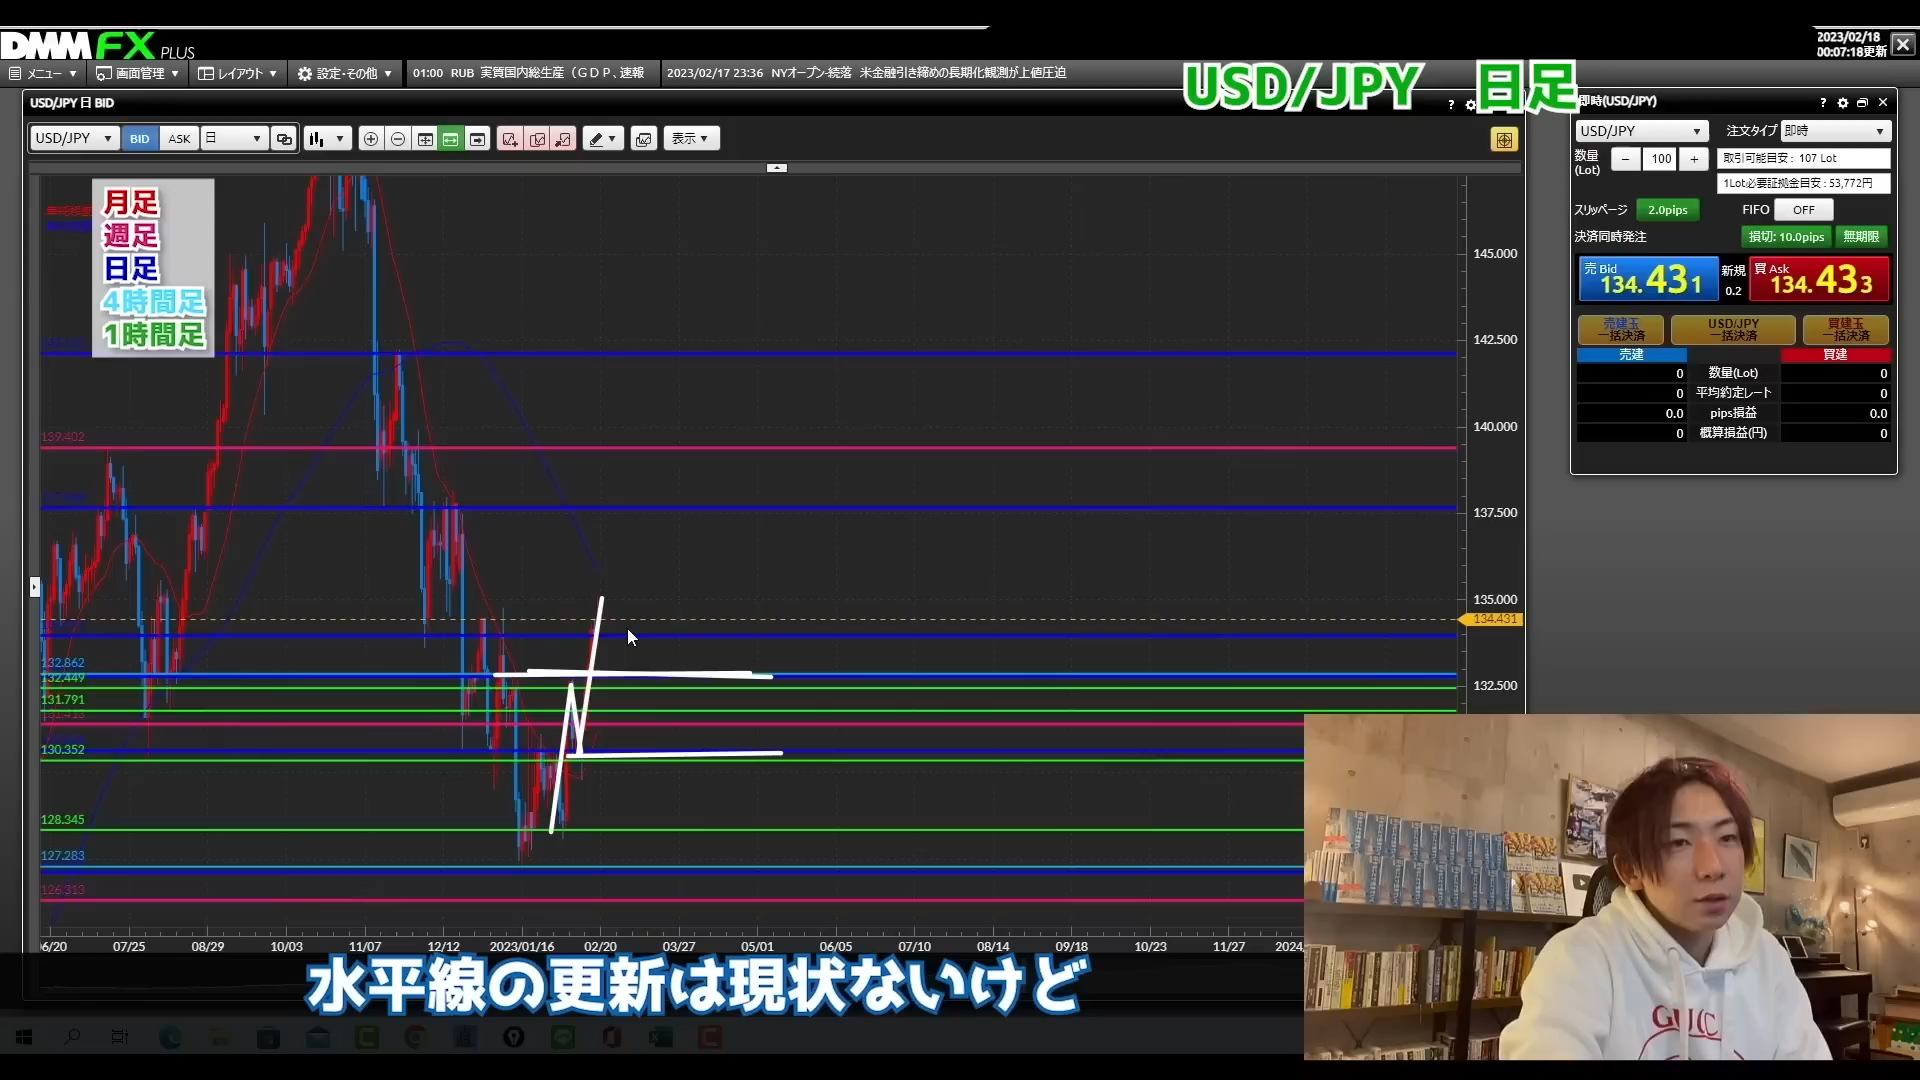 DMM FX PLUS
2023/02/18
00:07:18更新
メニュー
画面管理
レイアウト
設定・その他
01:00 RUB 実質国内総生産（ＧＤＰ、速報
2023/02/17 23:36 NYオープン-続落 米金融引き締めの長期化観測が上値圧迫
USD/JPY 日足
USD/JPY 日 BID
USD/JPY
BID
ASK
日
表示
月足
週足
日足
4時間足
1時間足
139.402
132.862
132.449
131.791
130.352
128.345
127.283
126.313
145.000
142.500
140.000
137.500
135.000
134.431
132.500
07/25
08/29
10/03
11/07
12/12
2023/01/16
02/20
03/27
05/01
06/05
07/10
08/14
09/18
10/23
11/27
即時(USD/JPY)
USD/JPY
注文タイプ
即時
数量
(Lot)
−
100
+
取引可能目安 : 107 Lot
1Lot必要証拠金目安 : 53,772円
スリッページ
2.0pips
FIFO
OFF
決済同時発注
損切: 10.0pips
無期限
売 Bid
134.431
新規
0.2
買 Ask
134.433
売建玉
一括決済
USD/JPY
一括決済
買建玉
一括決済
売建
買建
0 数量(Lot) 0
0 平均約定レート 0
0.0 pips損益 0.0
0 概算損益(円) 0
水平線の更新は現状ないけど